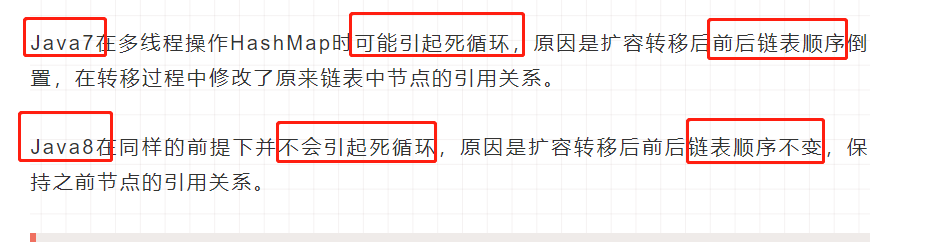 Java7在多线程操作HashMap时可能引起死循环，原因是扩容转移后前后链表顺序倒
置，在转移过程中修改了原来链表中节点的引用关系。
Java8在同样的前提下并不会引起死循环，原因是扩容转移后前后链表顺序不变，保
持之前节点的引用关系。